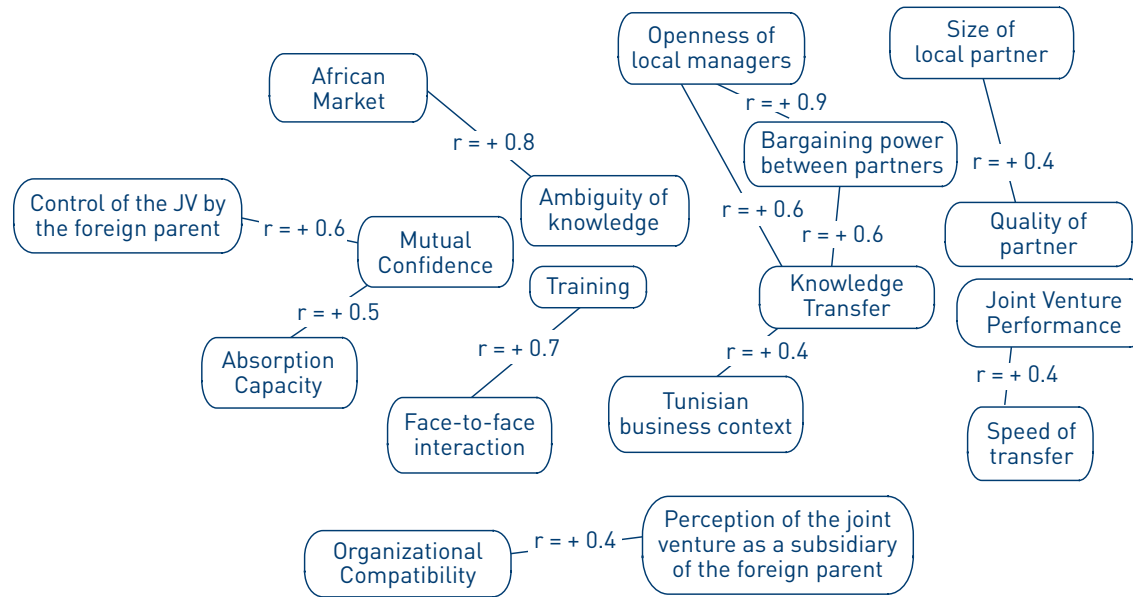 Openness of
local managers
Size of
local partner
African
Market
r = + 0.9
r = + 0.8
Bargaining power
between partners
r = + 0.4
Control of the JV by
the foreign parent
Ambiguity of
knowledge
r = + 0.6
r = + 0.6
Mutual
Confidence
r = + 0.6
Quality of
partner
Training
Knowledge
Transfer
Joint Venture
Performance
r = + 0.5
r = + 0.7
r = + 0.4
r = + 0.4
Absorption
Capacity
Face-to-face
interaction
Tunisian
business context
Speed of
transfer
Organizational
Compatibility
r = + 0.4
Perception of the joint
venture as a subsidiary
of the foreign parent